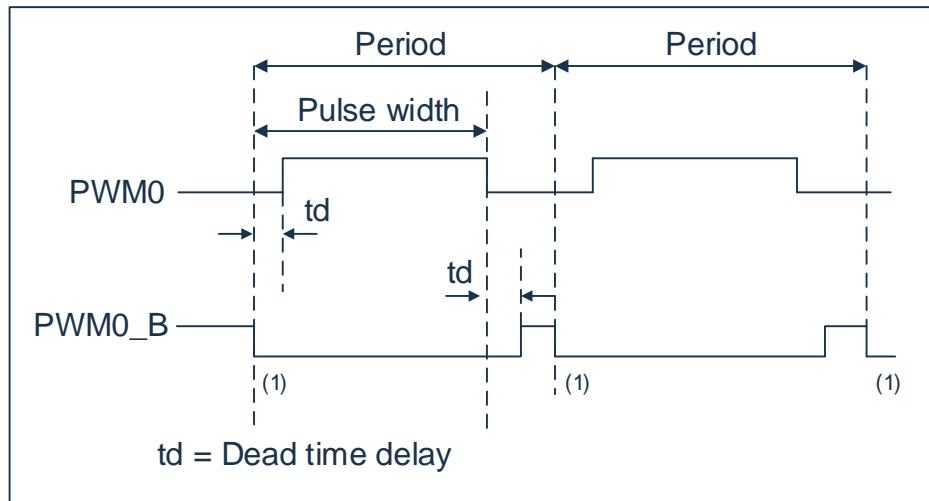 Period Period
Pulse width
PWM0
td
td
PWM0_B
(1) (1) (1)
td = Dead time delay